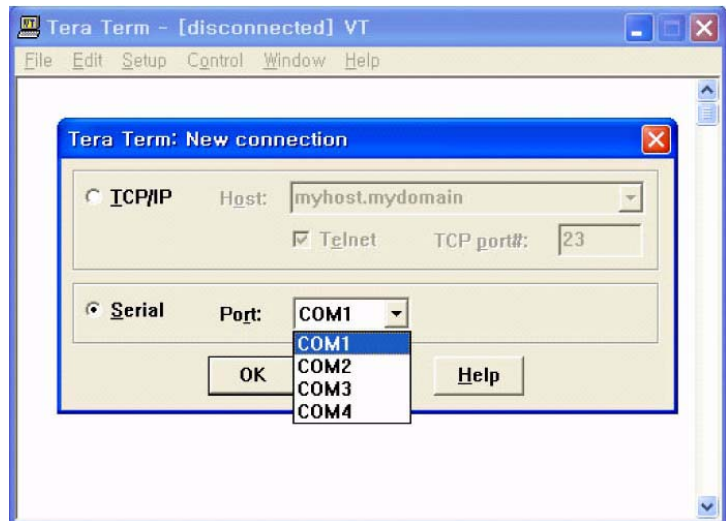 VT Tera Term - [disconnected] VT
File Edit Setup Control Window Help
Tera Term: New connection
TCP/IP Host: myhost.mydomain
Telnet TCP port#: 23
Serial Port: COM1
COM1
OK COM2 Help
COM3
COM4